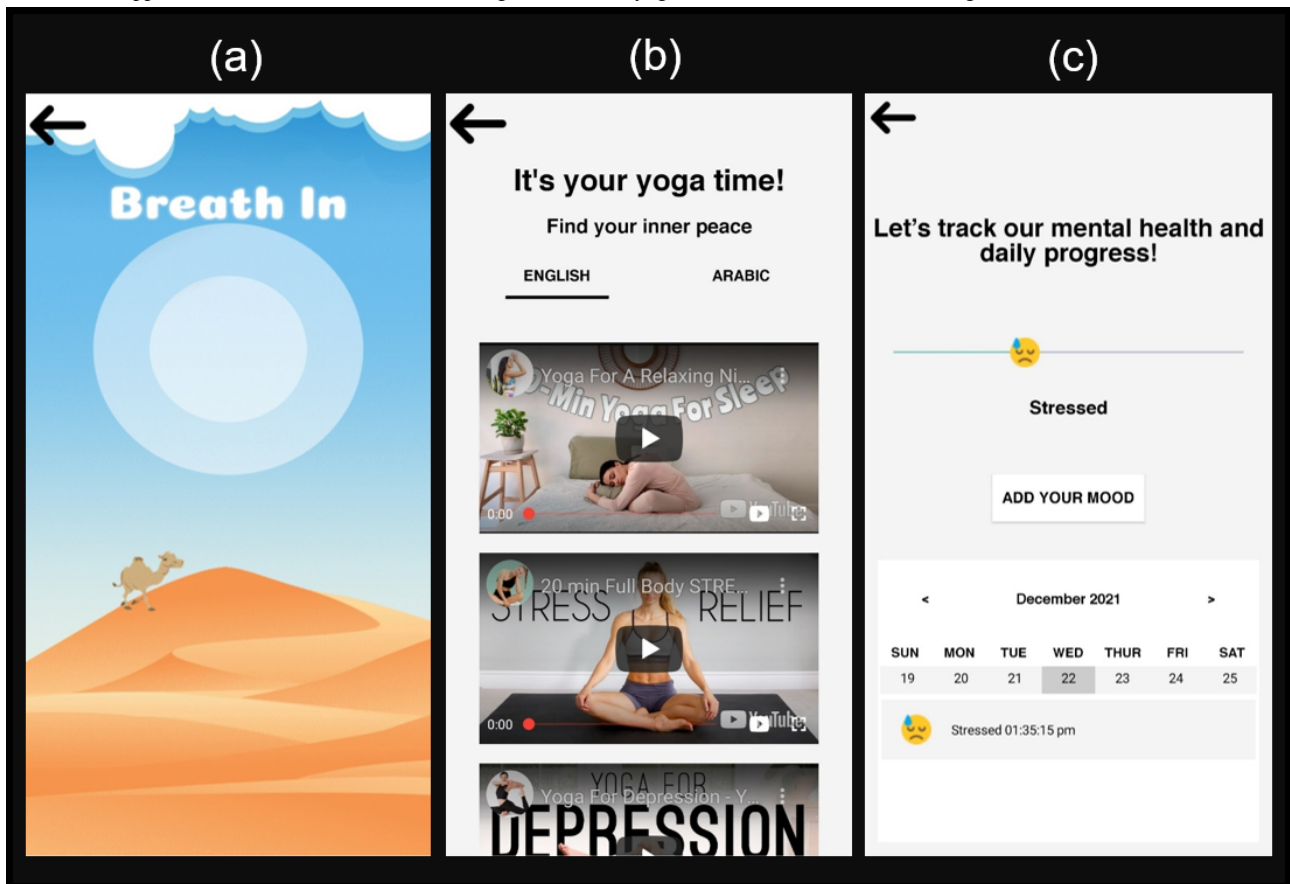 (a)
(b)
(c)
Breath In
It's your yoga time!
Find your inner peace
ENGLISH ARABIC
Yoga For A Relaxing Ni...
-Min Yoga For Sleep
0:00 YouTube
20 min Full Body STRE...
STRESS RELIEF
0:00 YouTube
YOGA FOR
Yoga For Depression - Y...
DEPRESSION
Let's track our mental health and
daily progress!
Stressed
ADD YOUR MOOD
< December 2021 >
SUN MON TUE WED THUR FRI SAT
19 20 21 22 23 24 25
Stressed 01:35:15 pm